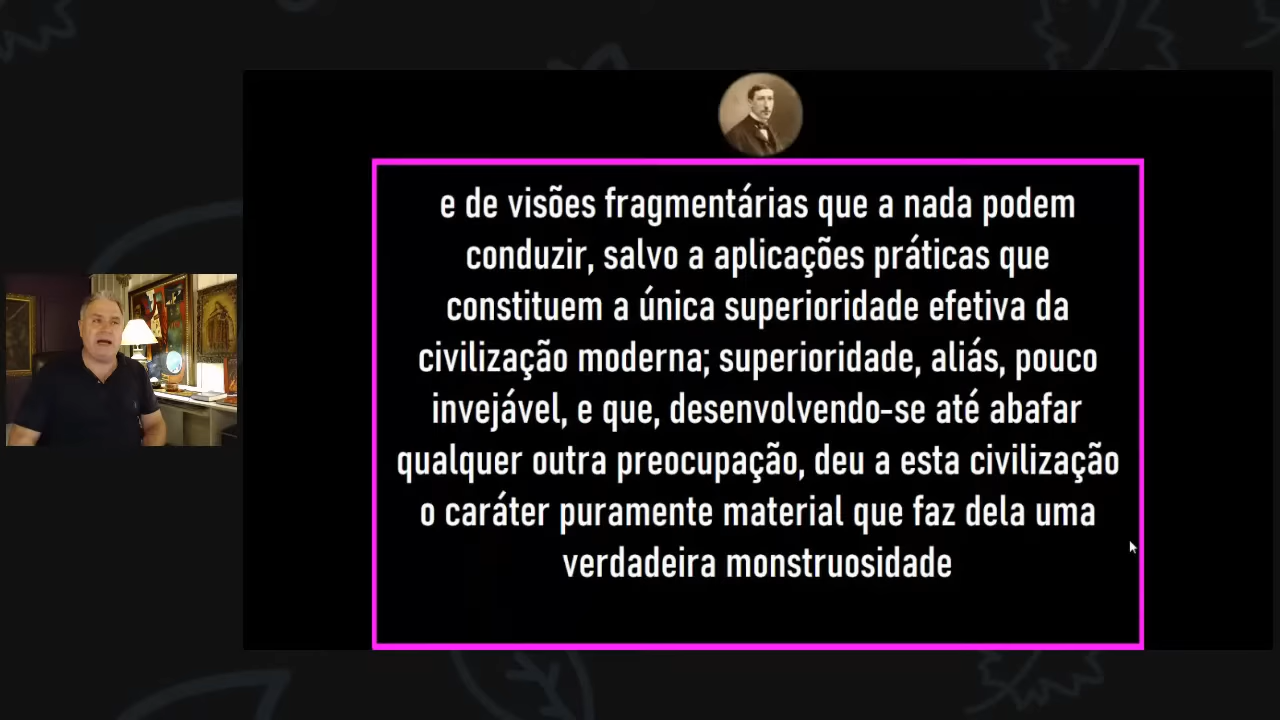 e de visões fragmentárias que a nada podem
conduzir, salvo a aplicações práticas que
constituem a única superioridade efetiva da
civilização moderna; superioridade, aliás, pouco
invejável, e que, desenvolvendo-se até abafar
qualquer outra preocupação, deu a esta civilização
o caráter puramente material que faz dela uma
verdadeira monstruosidade